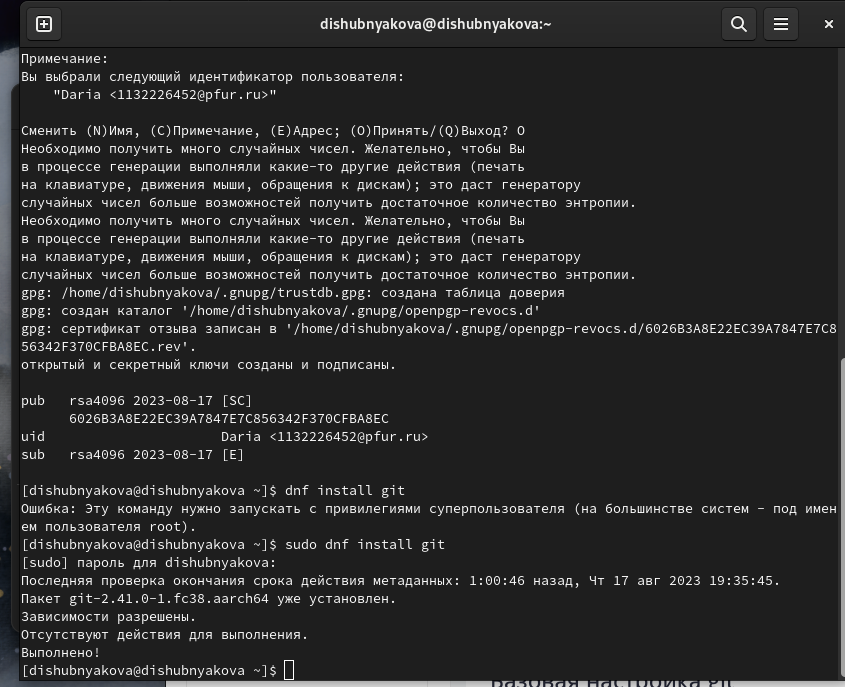 dishubnyakova@dishubnyakova:~
Примечание:
Вы выбрали следующий идентификатор пользователя:
"Daria <1132226452@pfur.ru>"
Сменить (N)Имя, (C)Примечание, (E)Адрес; (O)Принять/(Q)Выход? O
Необходимо получить много случайных чисел. Желательно, чтобы Вы
в процессе генерации выполняли какие-то другие действия (печать
на клавиатуре, движения мыши, обращения к дискам); это даст генератору
случайных чисел больше возможностей получить достаточное количество энтропии.
Необходимо получить много случайных чисел. Желательно, чтобы Вы
в процессе генерации выполняли какие-то другие действия (печать
на клавиатуре, движения мыши, обращения к дискам); это даст генератору
случайных чисел больше возможностей получить достаточное количество энтропии.
gpg: /home/dishubnyakova/.gnupg/trustdb.gpg: создана таблица доверия
gpg: создан каталог '/home/dishubnyakova/.gnupg/openpgp-revocs.d'
gpg: сертификат отзыва записан в '/home/dishubnyakova/.gnupg/openpgp-revocs.d/6026B3A8E22EC39A7847E7C8
56342F370CFBA8EC.rev'.
открытый и секретный ключи созданы и подписаны.
pub   rsa4096 2023-08-17 [SC]
6026B3A8E22EC39A7847E7C856342F370CFBA8EC
uid                      Daria <1132226452@pfur.ru>
sub   rsa4096 2023-08-17 [E]
[dishubnyakova@dishubnyakova ~]$ dnf install git
Ошибка: Эту команду нужно запускать с привилегиями суперпользователя (на большинстве систем - под имен
ем пользователя root).
[dishubnyakova@dishubnyakova ~]$ sudo dnf install git
[sudo] пароль для dishubnyakova:
Последняя проверка окончания срока действия метаданных: 1:00:46 назад, Чт 17 авг 2023 19:35:45.
Пакет git-2.41.0-1.fc38.aarch64 уже установлен.
Зависимости разрешены.
Отсутствуют действия для выполнения.
Выполнено!
[dishubnyakova@dishubnyakova ~]$
Базовая настройка git